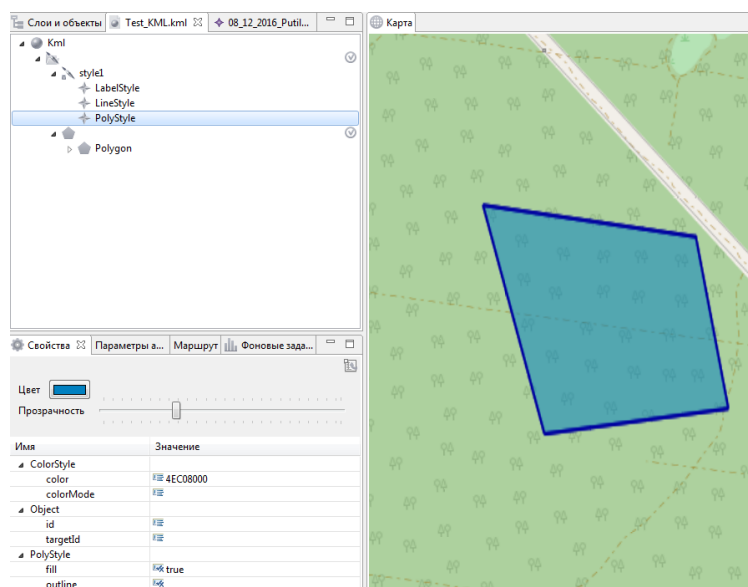 Слои и объекты Test_KML.kml 08_12_2016_Putil...
Kml
style1
LabelStyle
LineStyle
PolyStyle
Polygon
Карта
Свойства Параметры а... Маршрут Фоновые зада...
Цвет
Прозрачность
Имя Значение
ColorStyle
color 4EC08000
colorMode
Object
id
targetId
PolyStyle
fill true
outline